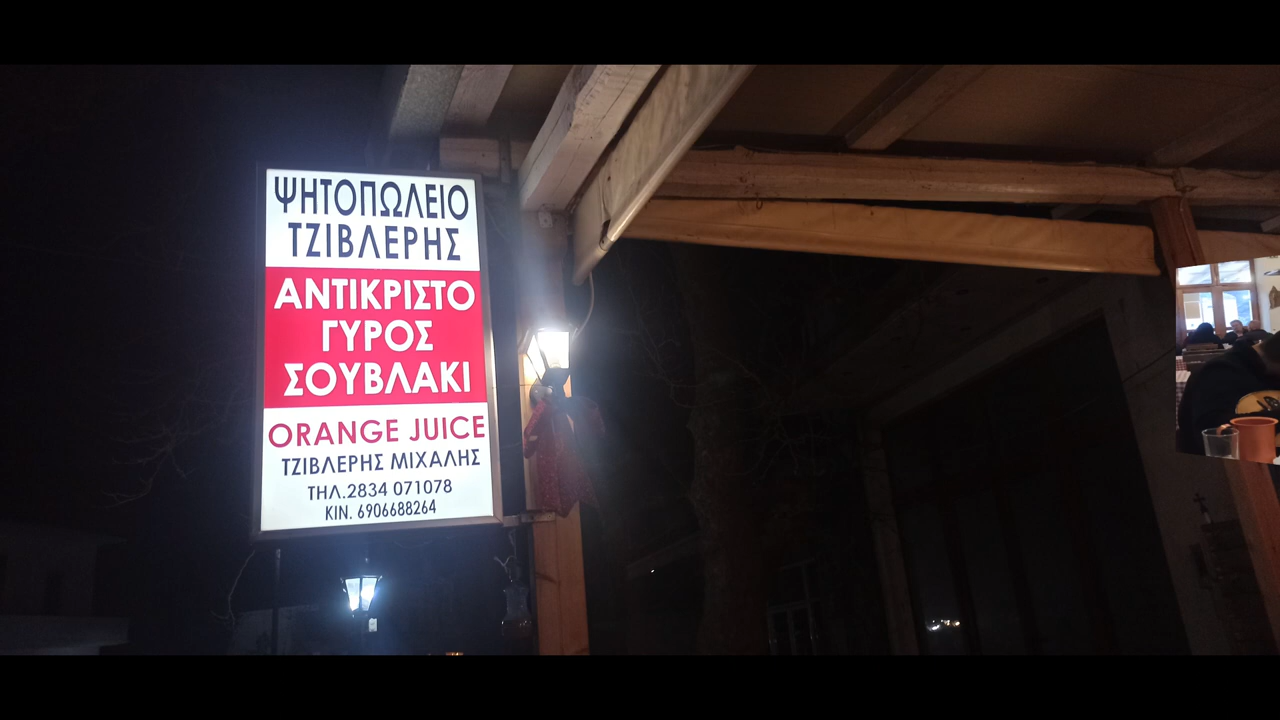 ΨΗΤΟΠΩΛΕΙΟ
ΤΖΙΒΛΕΡΗΣ
ΑΝΤΙΚΡΙΣΤΟ
ΓΥΡΟΣ
ΣΟΥΒΛΑΚΙ
ORANGE JUICE
ΤΖΙΒΛΕΡΗΣ ΜΙΧΑΛΗΣ
ΤΗΛ.2834 071078
ΚΙΝ. 6906688264